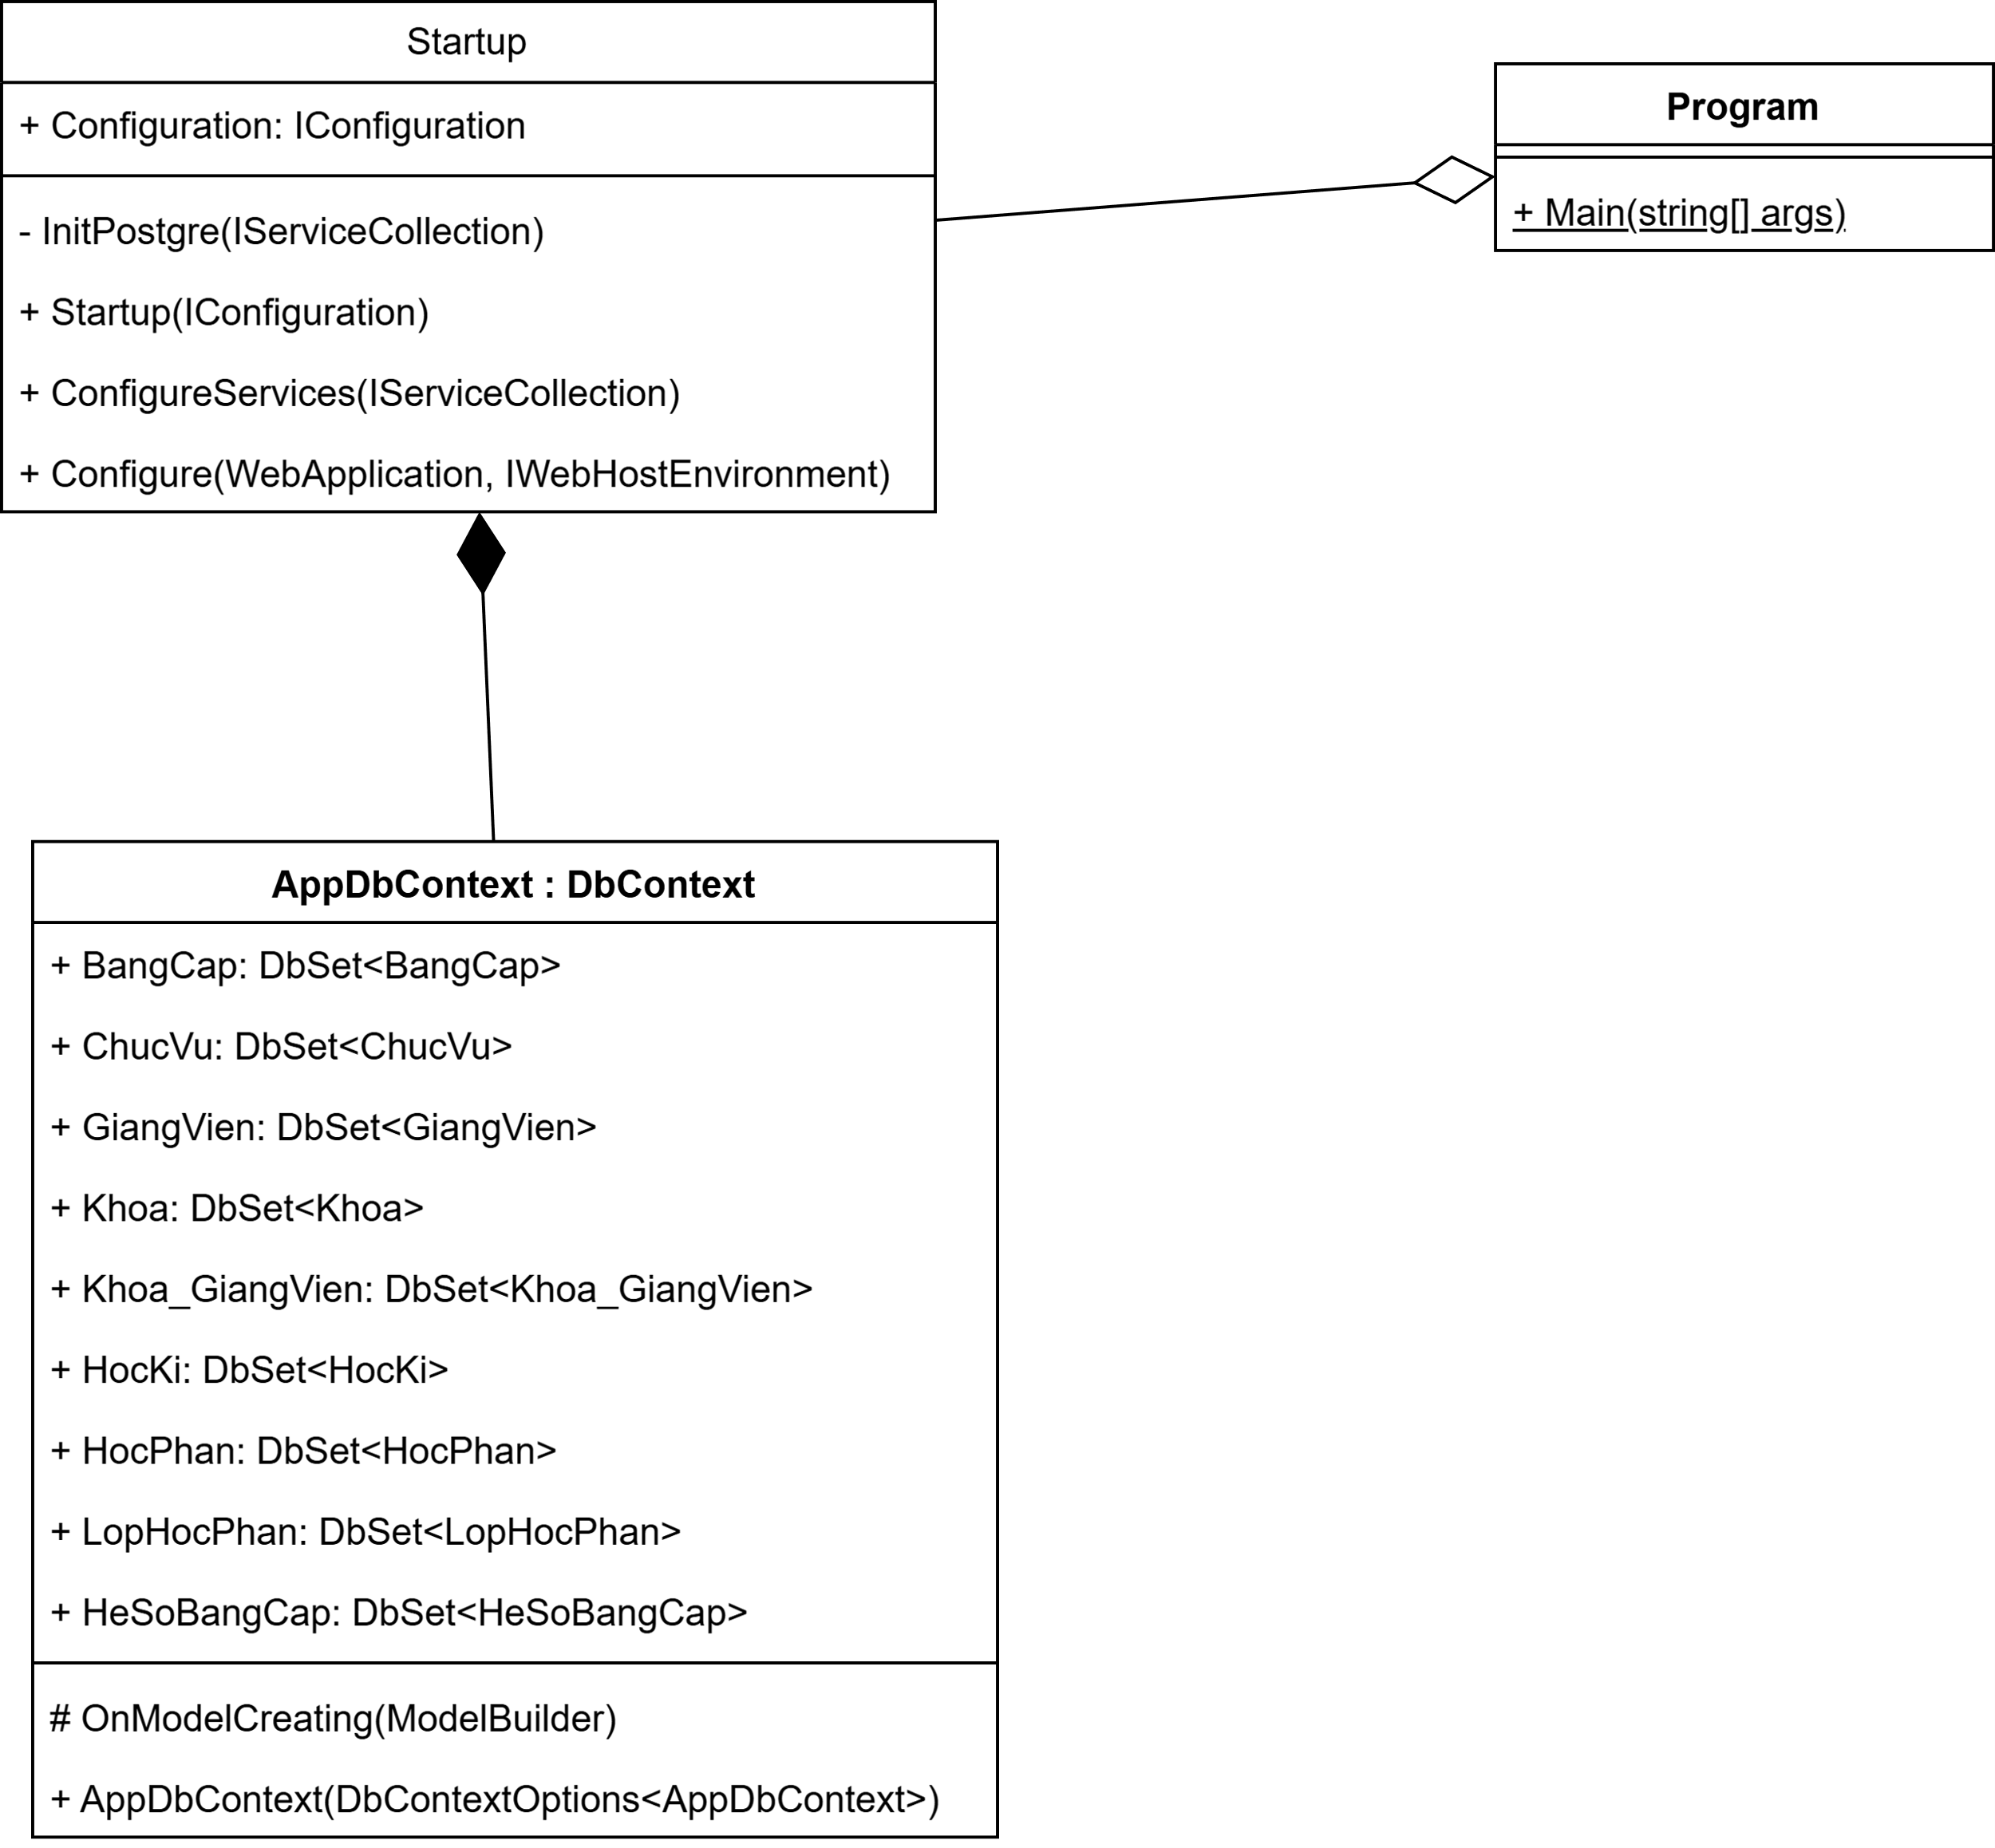 Startup
+ Configuration: IConfiguration
- InitPostgre(IServiceCollection)
+ Startup(IConfiguration)
+ ConfigureServices(IServiceCollection)
+ Configure(WebApplication, IWebHostEnvironment)
Program
+ Main(string[] args)
AppDbContext : DbContext
+ BangCap: DbSet<BangCap>
+ ChucVu: DbSet<ChucVu>
+ GiangVien: DbSet<GiangVien>
+ Khoa: DbSet<Khoa>
+ Khoa_GiangVien: DbSet<Khoa_GiangVien>
+ HocKi: DbSet<HocKi>
+ HocPhan: DbSet<HocPhan>
+ LopHocPhan: DbSet<LopHocPhan>
+ HeSoBangCap: DbSet<HeSoBangCap>
# OnModelCreating(ModelBuilder)
+ AppDbContext(DbContextOptions<AppDbContext>)